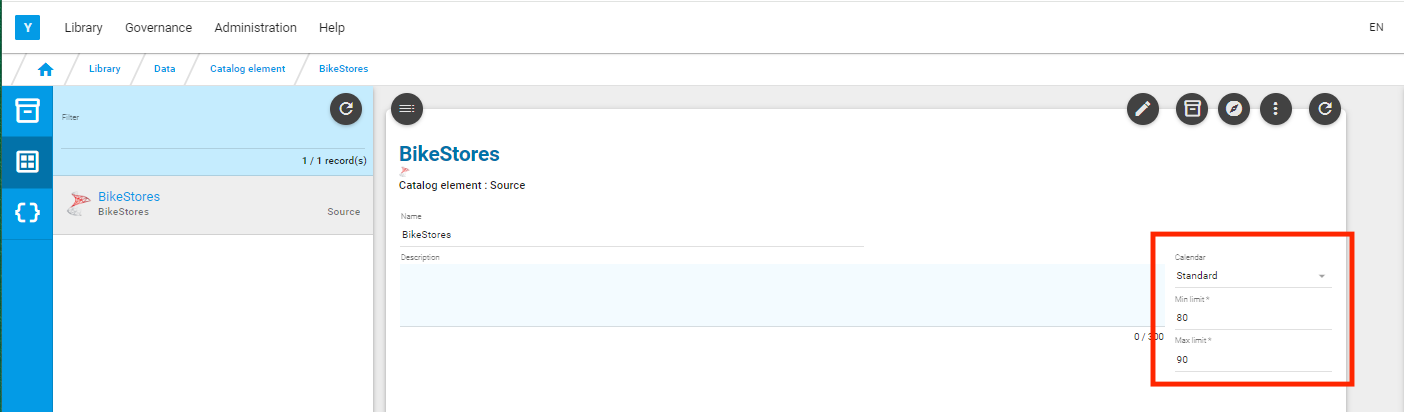 Y Library Governance Administration Help EN
Library Data Catalog element BikeStores
Filter
1 / 1 record(s)
BikeStores
BikeStores Source
BikeStores
Catalog element : Source
Name
BikeStores
Description
0 / 300
Calendar
Standard
Min limit *
80
Max limit *
90